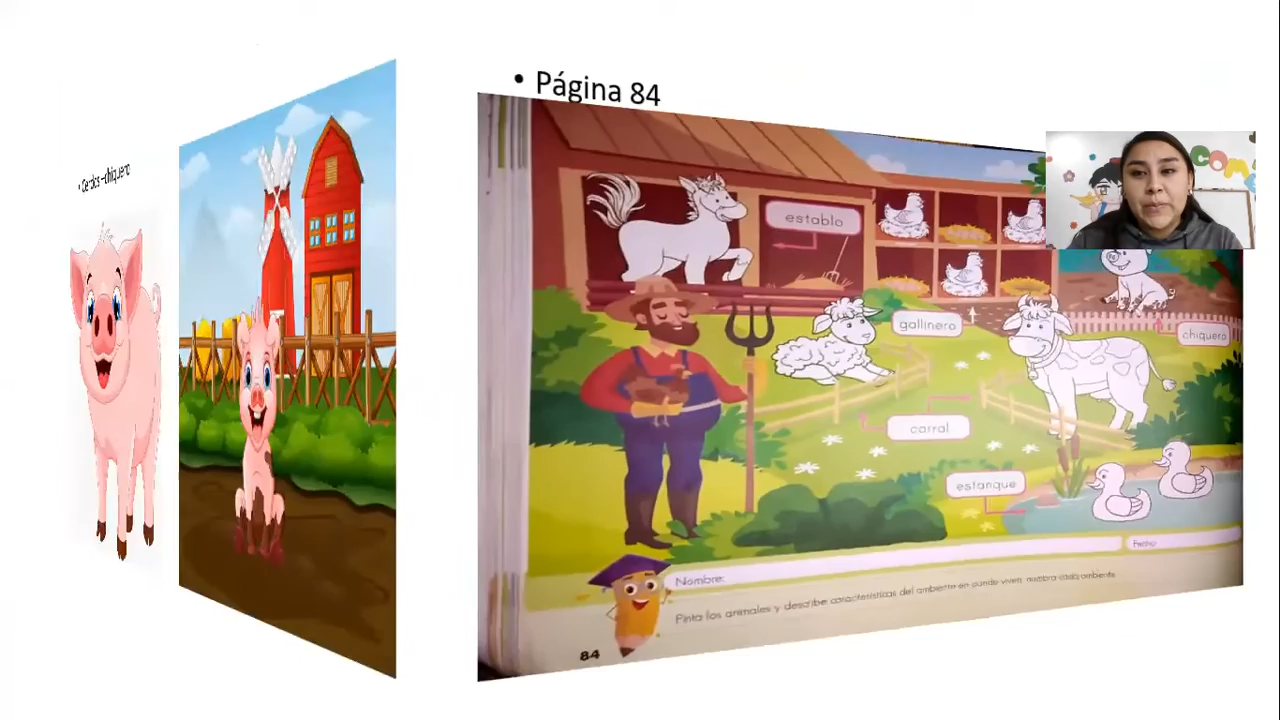 • Página 84
• Cerdos-chiquero
establo
gallinero
chiquero
corral
estanque
Nombre:
Fecha:
Pinta los animales y describe características del ambiente en donde viven, nombra cada ambiente.
84
COM